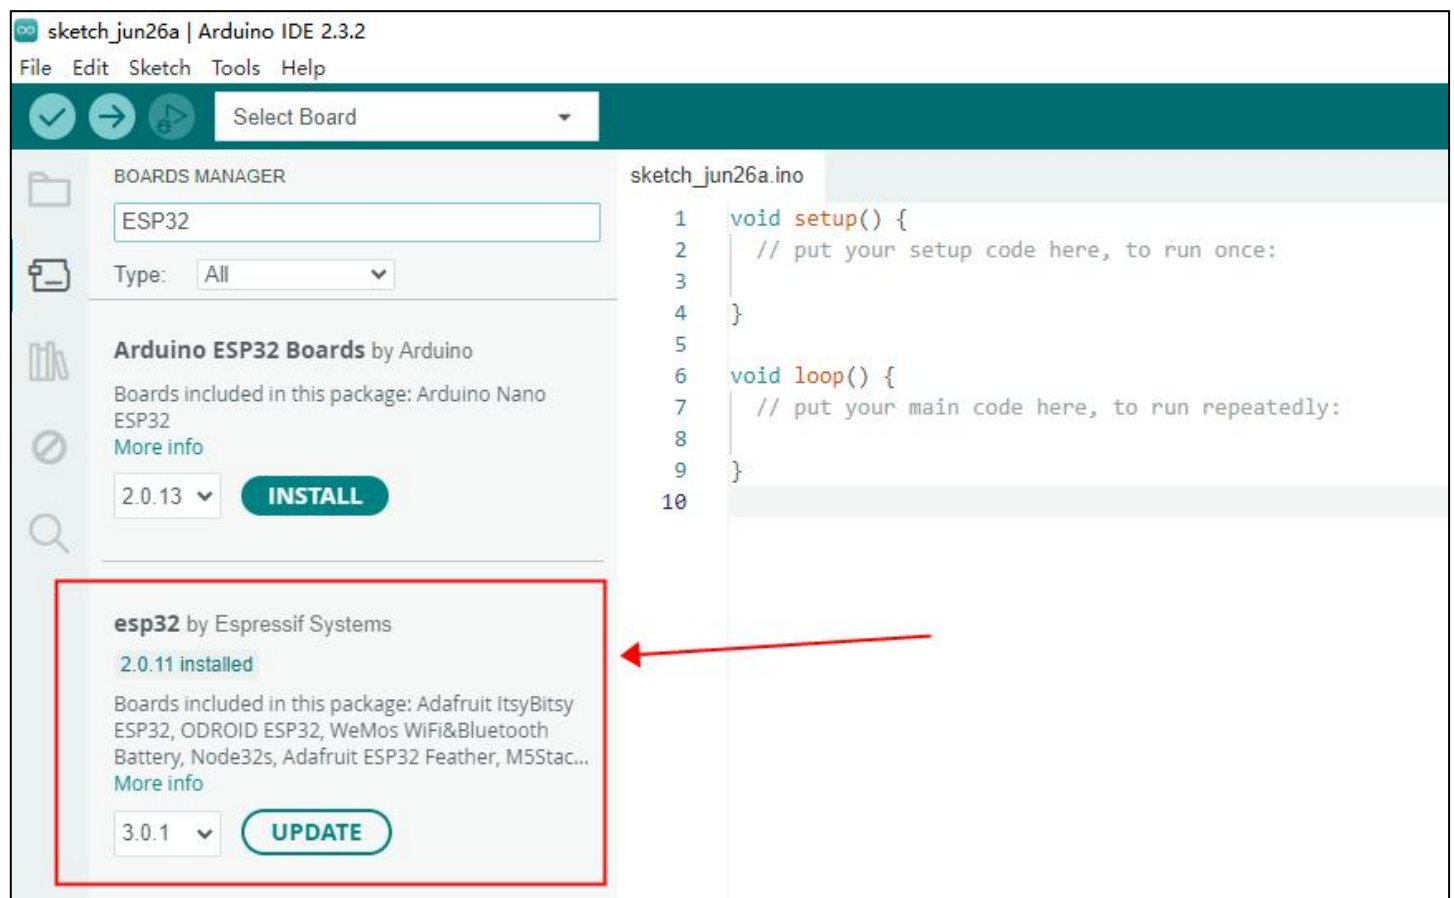 sketch_jun26a | Arduino IDE 2.3.2
File Edit Sketch Tools Help
Select Board
BOARDS MANAGER
ESP32
Type: All
Arduino ESP32 Boards by Arduino
Boards included in this package: Arduino Nano
ESP32
More info
2.0.13 INSTALL
esp32 by Espressif Systems
2.0.11 installed
Boards included in this package: Adafruit ItsyBitsy
ESP32, ODROID ESP32, WeMos WiFi&Bluetooth
Battery, Node32s, Adafruit ESP32 Feather, M5Stac...
More info
3.0.1 UPDATE
sketch_jun26a.ino
1 void setup() {
2 // put your setup code here, to run once:
3
4 }
5
6 void loop() {
7 // put your main code here, to run repeatedly:
8
9 }
10